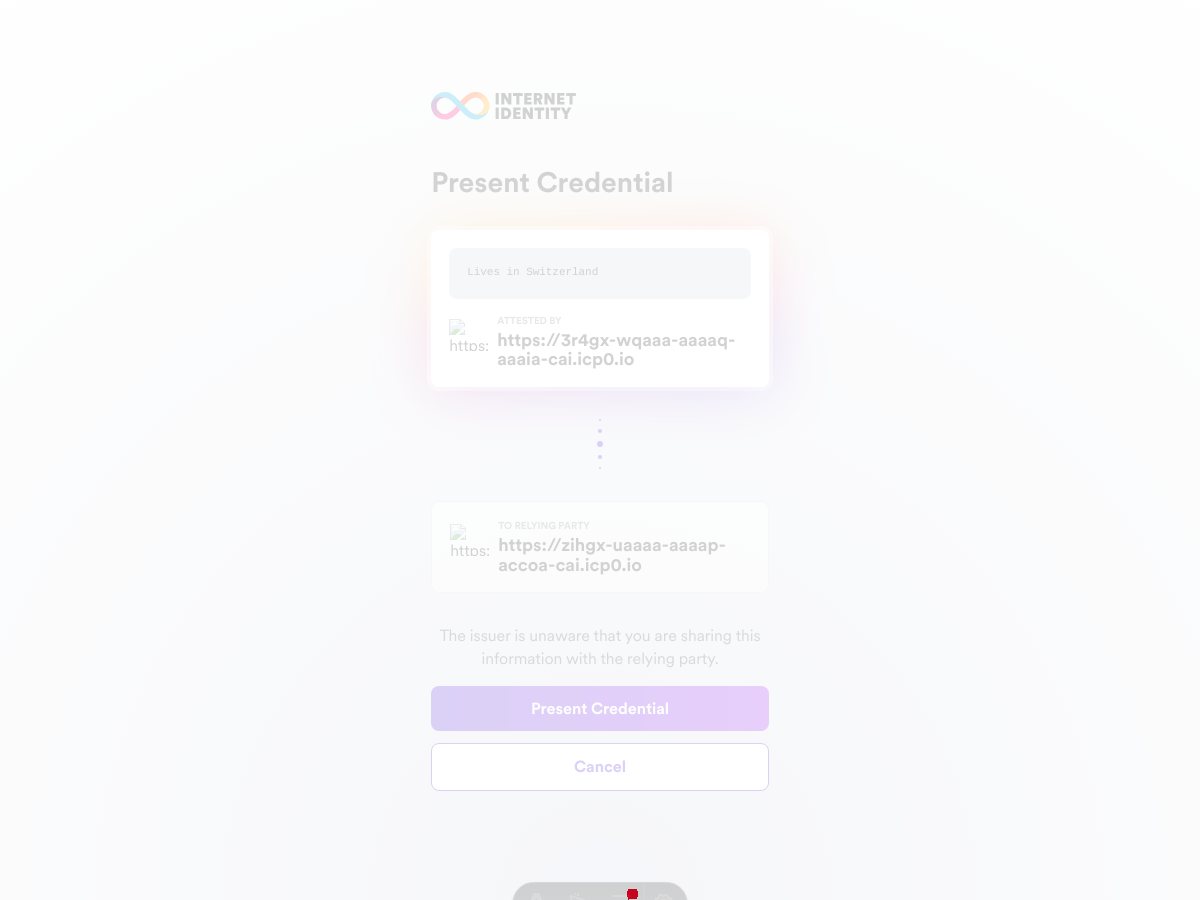 INTERNET
IDENTITY
Present Credential
Lives in Switzerland
https:
ATTESTED BY
https://3r4gx-wqaaa-aaaaq-
aaaia-cai.icp0.io
https:
TO RELYING PARTY
https://zihgx-uaaaa-aaaap-
accoa-cai.icp0.io
The issuer is unaware that you are sharing this
information with the relying party.
Present Credential
Cancel